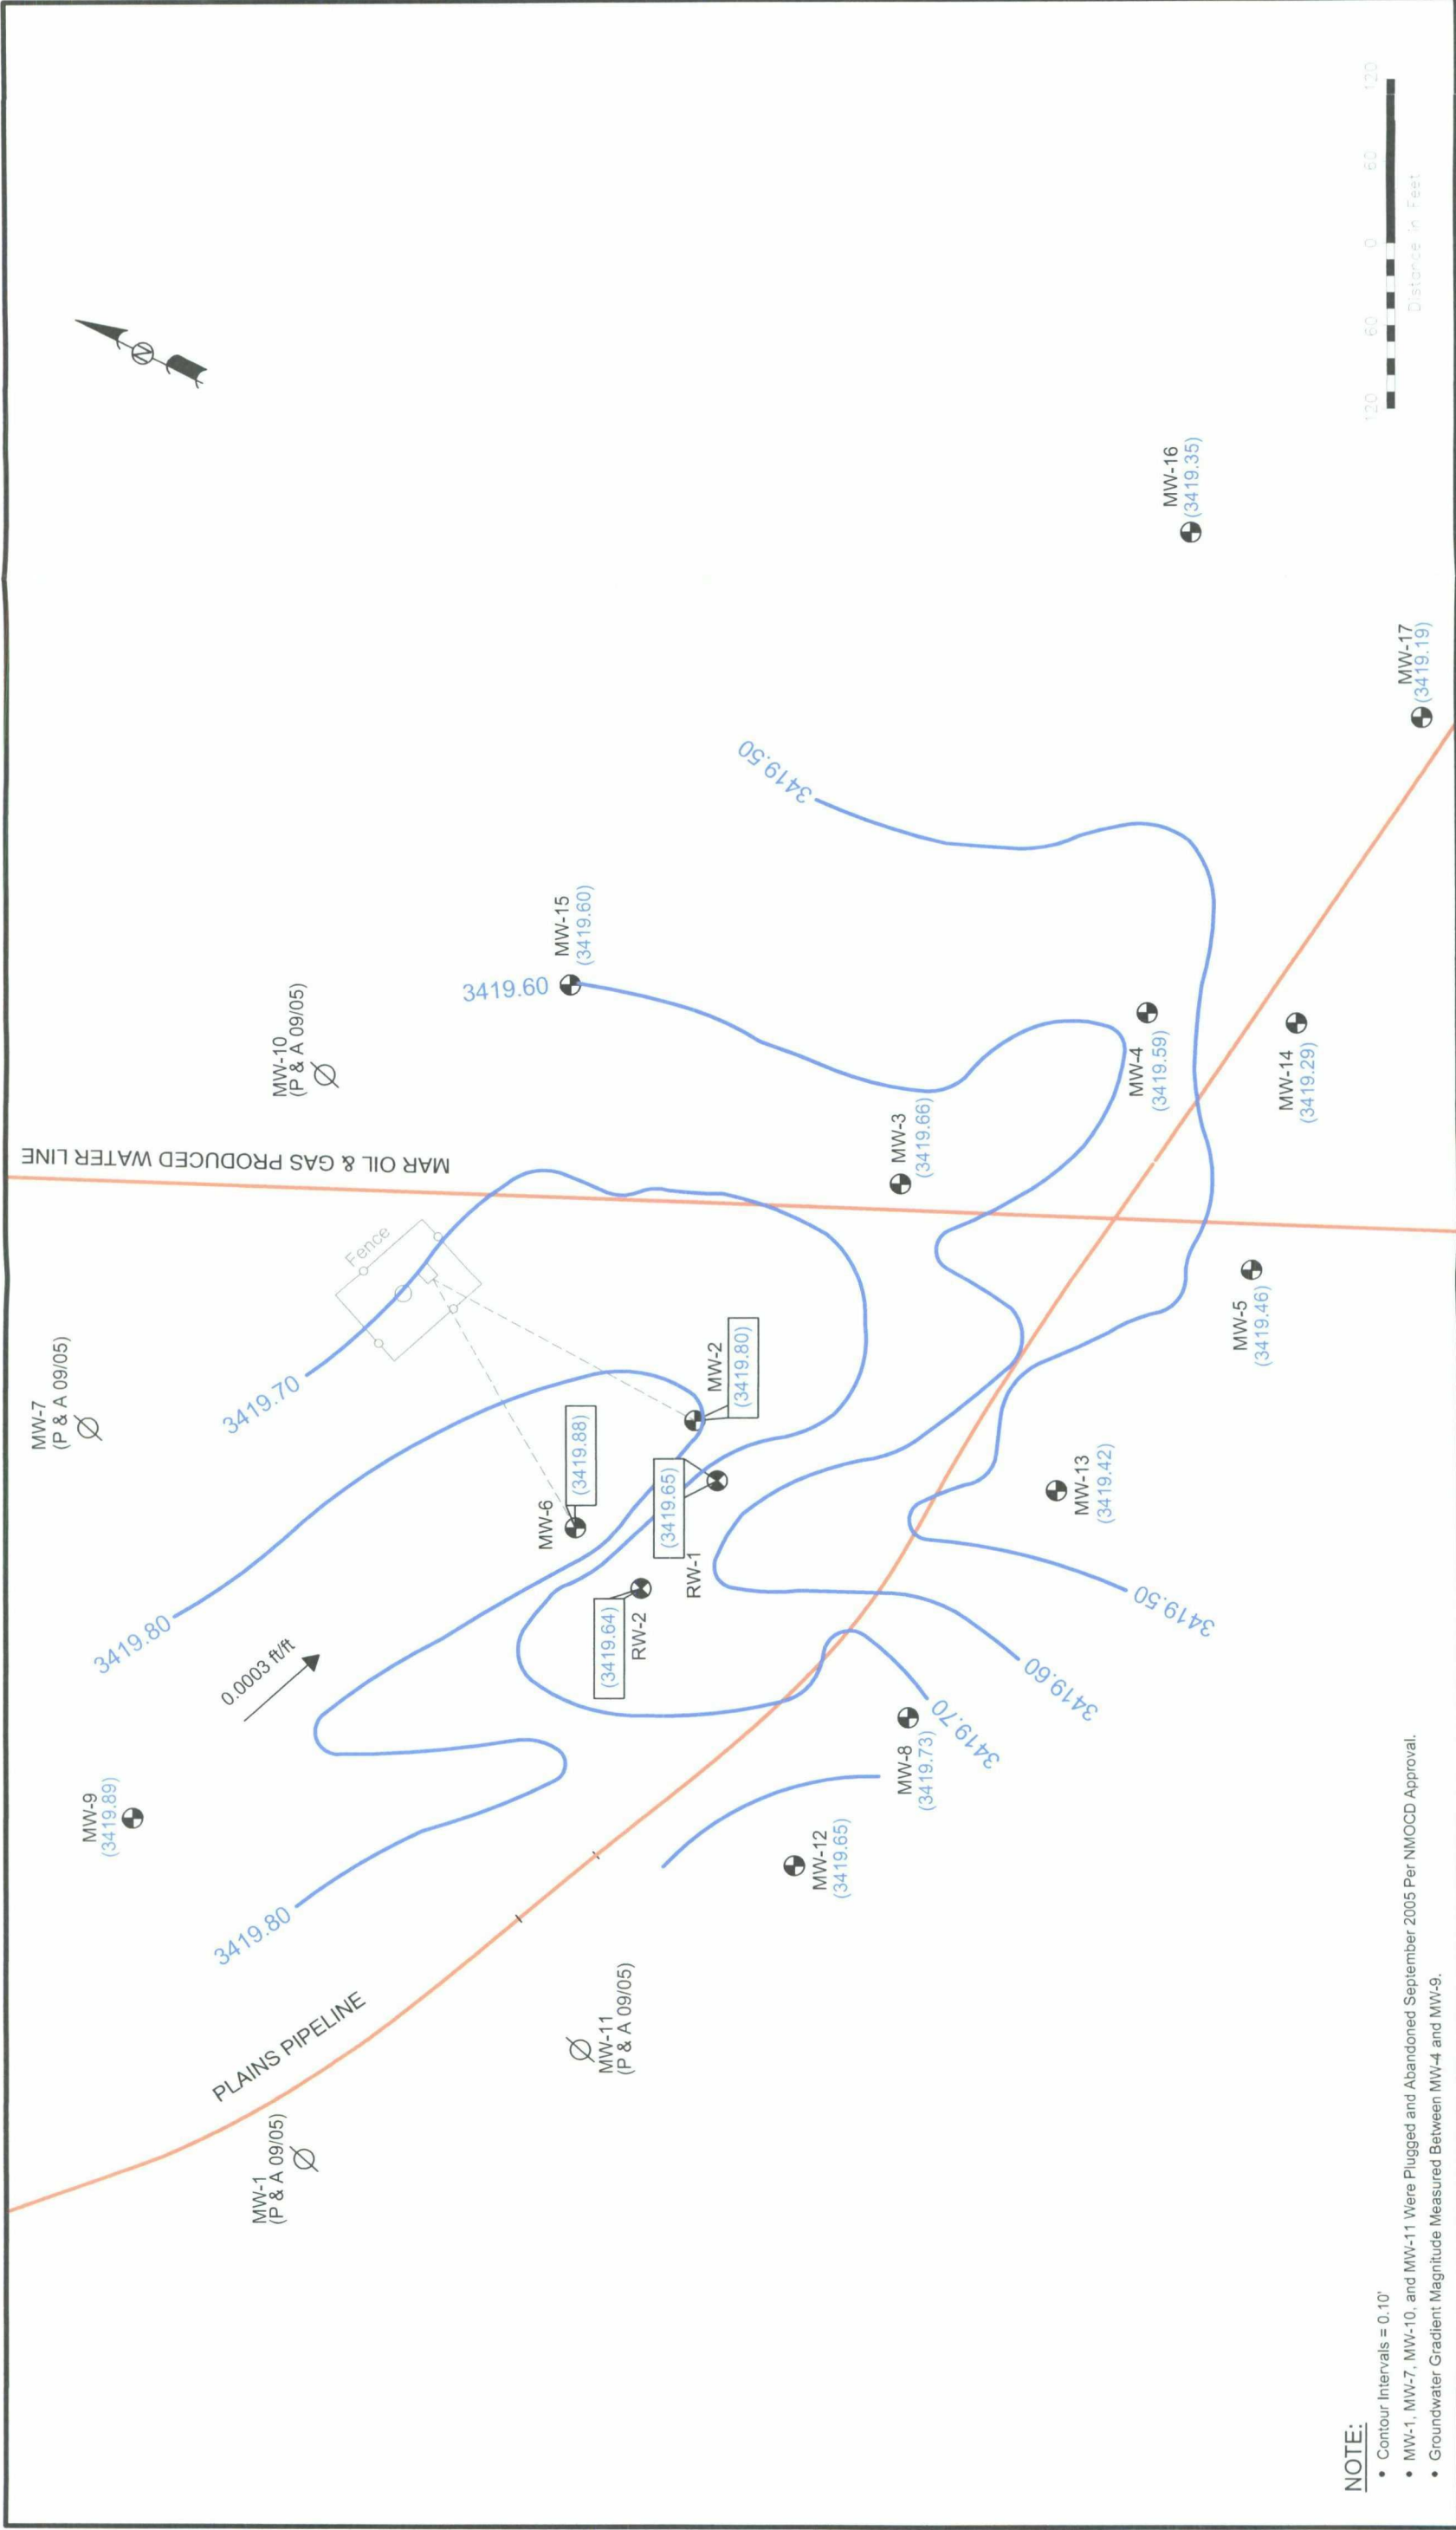 MW-1
(P & A 09/05)
PLAINS PIPELINE
MW-11
(P & A 09/05)
MW-9
(3419.89)
3419.80
0.0003 ft/ft
3419.80
MW-7
(P & A 09/05)
3419.70
MAR OIL & GAS PRODUCED WATER LINE
Fence
MW-10
(P & A 09/05)
N
MW-12
(3419.65)
MW-8
(3419.73)
3419.70
(3419.64)
RW-2
MW-6
(3419.88)
(3419.65)
RW-1
MW-2
(3419.80)
3419.60
MW-15
(3419.60)
3419.60
3419.50
MW-13
(3419.42)
MW-3
(3419.66)
3419.50
MW-5
(3419.46)
MW-4
(3419.59)
MW-14
(3419.29)
MW-16
(3419.35)
MW-17
(3419.19)
NOTE:
• Contour Intervals = 0.10'
• MW-1, MW-7, MW-10, and MW-11 Were Plugged and Abandoned September 2005 Per NMOCD Approval.
• Groundwater Gradient Magnitude Measured Between MW-4 and MW-9.
120 60 0 60 120
Distance in Feet